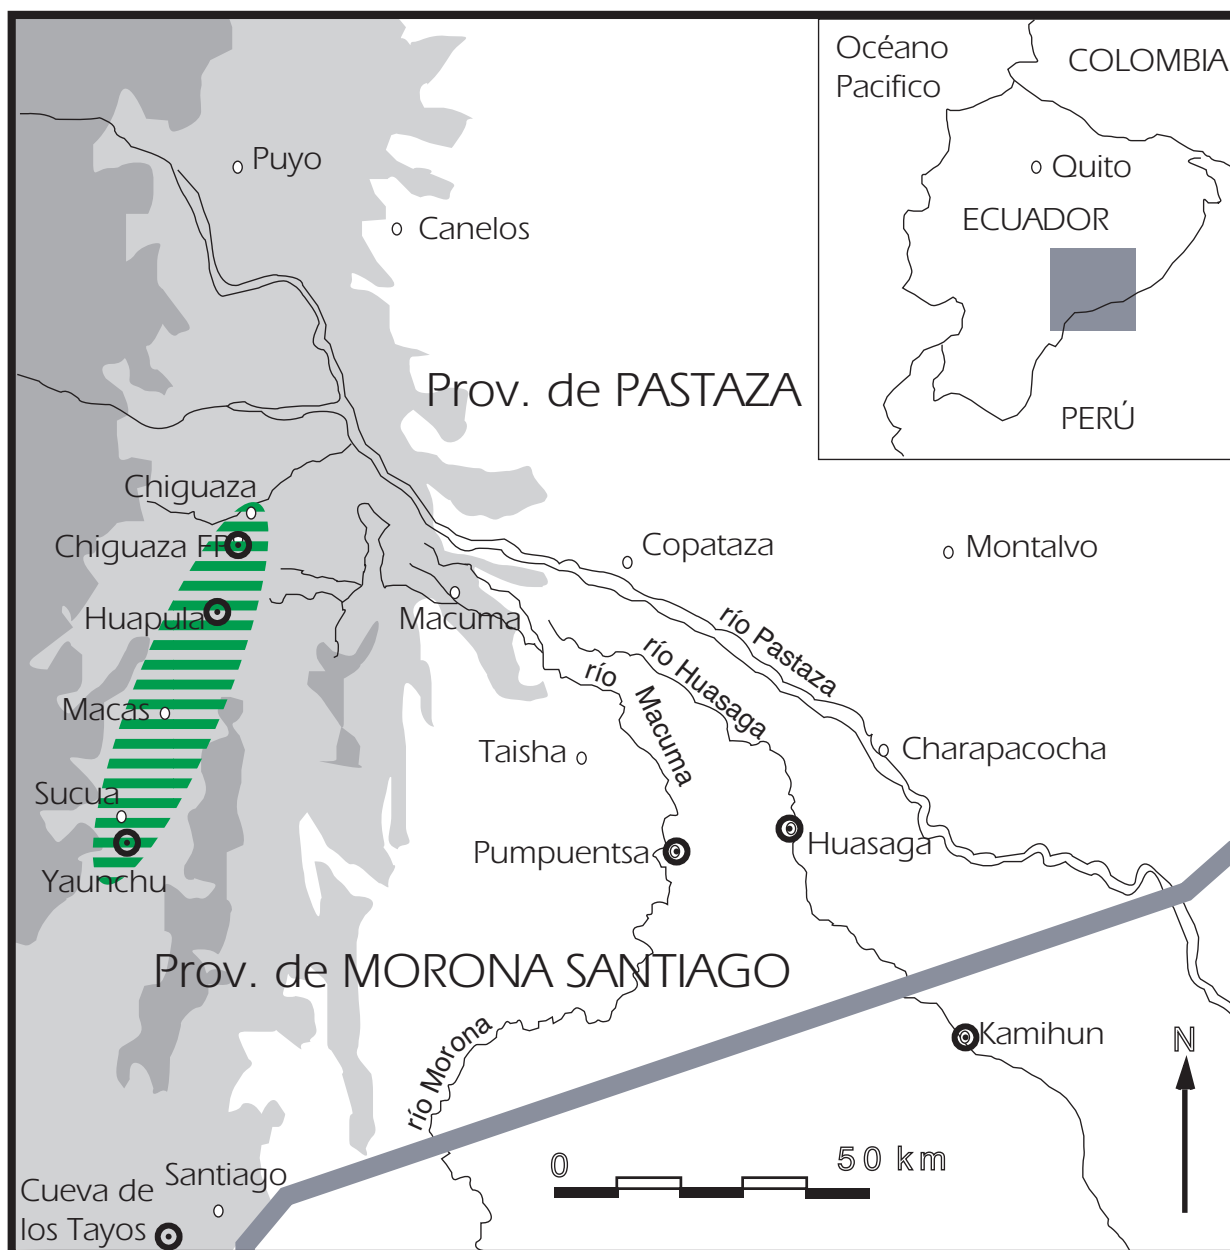 Océano
Pacifico
COLOMBIA
Quito
ECUADOR
PERÚ
Puyo
Canelos
Prov. de PASTAZA
Chiguaza
Chiguaza FP
Copataza
Montalvo
Huapula
Macuma
río Pastaza
río Huasaga
río Macuma
Macas
Taisha
Charapacocha
Sucua
Huasaga
Pumpuentsa
Yaunchu
Prov. de MORONA SANTIAGO
río Morona
Kamihun
N
0 50 km
Santiago
Cueva de
los Tayos